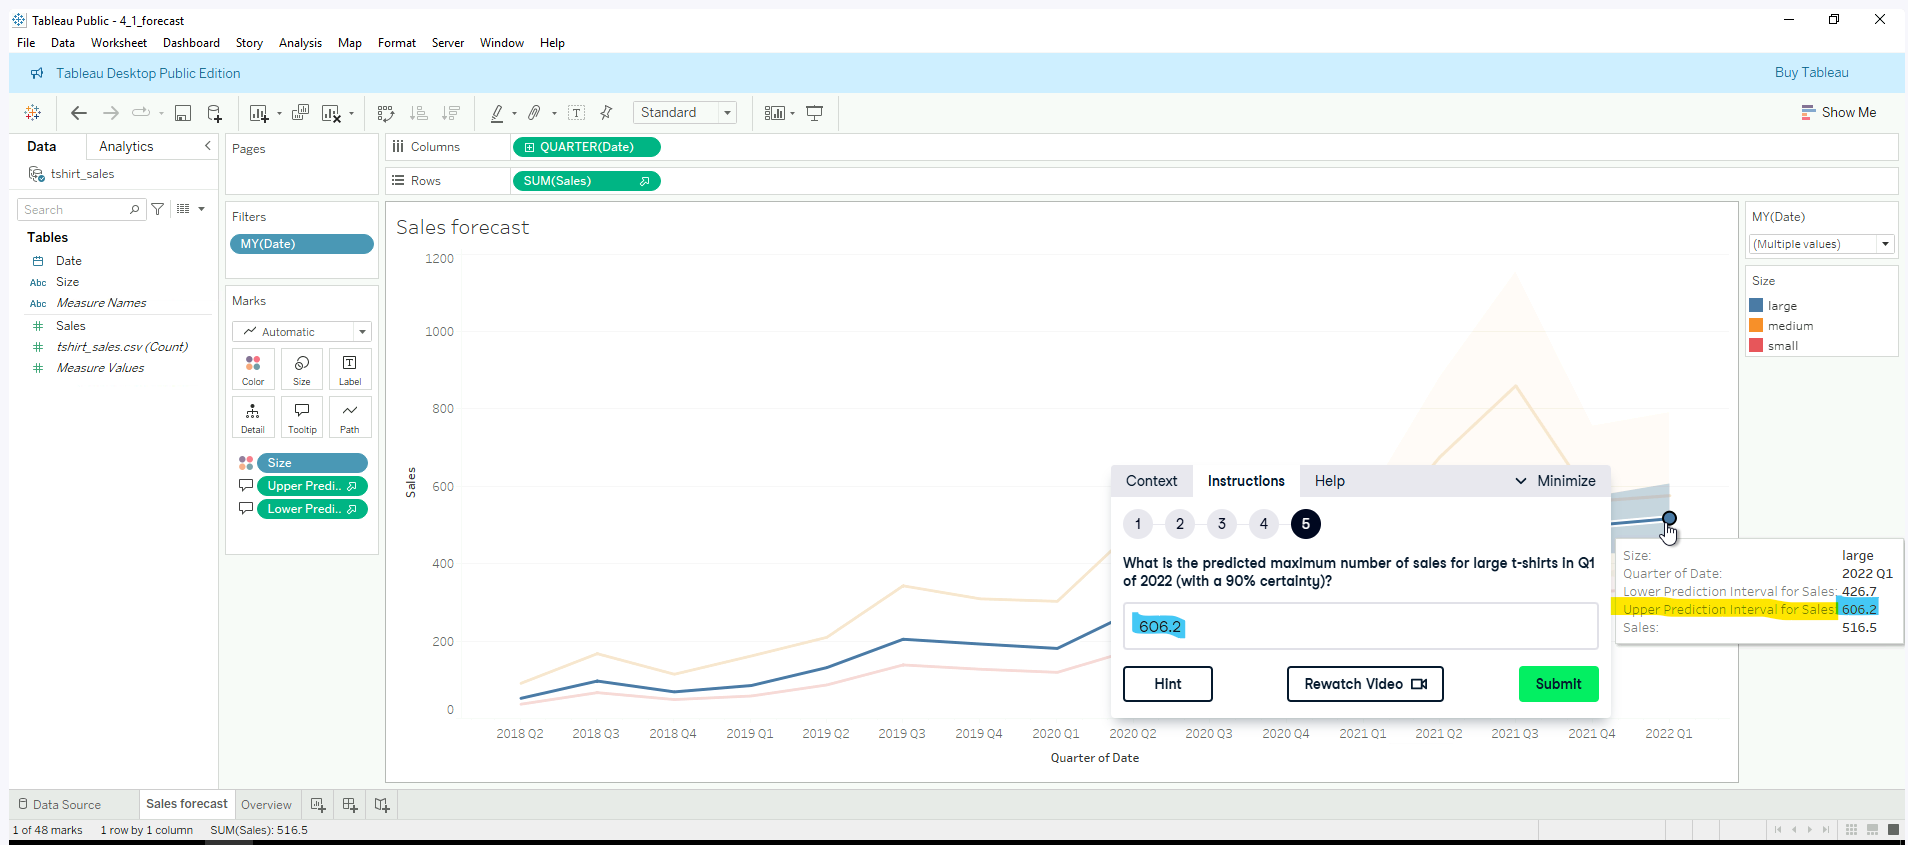 Tableau Public - 4_1_forecast
File Data Worksheet Dashboard Story Analysis Map Format Server Window Help
Tableau Desktop Public Edition Buy Tableau
Standard Show Me
Data Analytics
tshirt_sales
Search
Tables
Date
Abc Size
Abc Measure Names
Sales
tshirt_sales.csv (Count)
Measure Values
Pages
Filters
MY(Date)
Marks
Automatic
Color Size Label
Detail Tooltip Path
Size
Upper Predi..
Lower Predi..
Columns QUARTER(Date)
Rows SUM(Sales)
Sales forecast
1200
1000
800
600
400
200
0
Sales
2018 Q2 2018 Q3 2018 Q4 2019 Q1 2019 Q2 2019 Q3 2019 Q4 2020 Q1 2020 Q2 2020 Q3 2020 Q4 2021 Q1 2021 Q2 2021 Q3 2021 Q4 2022 Q1
Quarter of Date
MY(Date)
(Multiple values)
Size
large
medium
small
Context Instructions Help Minimize
1 2 3 4 5
What is the predicted maximum number of sales for large t-shirts in Q1
of 2022 (with a 90% certainty)?
606.2
Hint Rewatch Video Submit
Size: large
Quarter of Date: 2022 Q1
Lower Prediction Interval for Sales: 426.7
Upper Prediction Interval for Sales: 606.2
Sales: 516.5
Data Source Sales forecast Overview
1 of 48 marks 1 row by 1 column SUM(Sales): 516.5